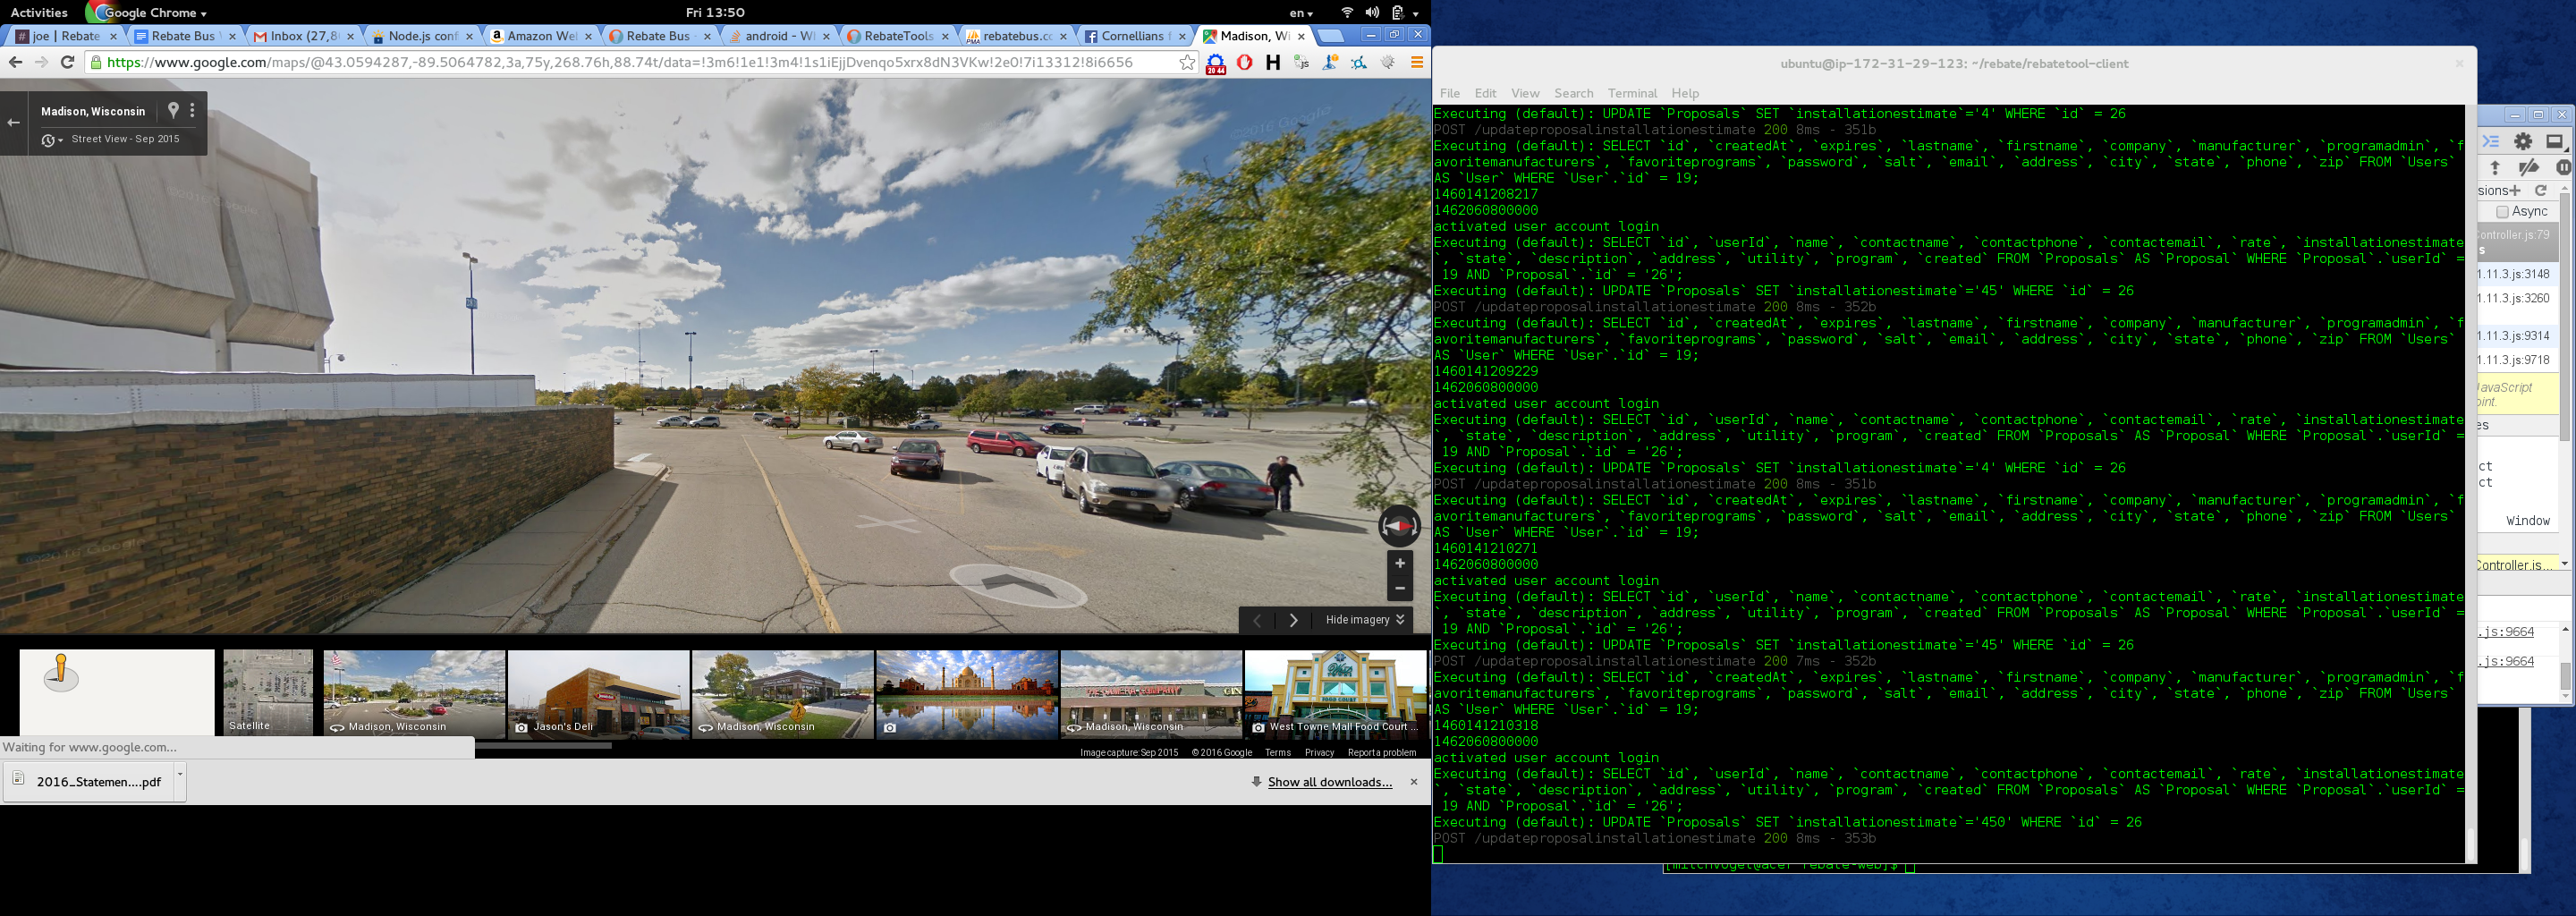 Activities
Google Chrome
Fri 13:50
en
joe | Rebate
Rebate Bus
Inbox (27,8
Node.js conf
Amazon Wel
Rebate Bus
android - W
RebateTools
rebatebus.cc
Cornellians f
Madison, Wi
https://www.google.com/maps/@43.0594287,-89.5064782,3a,75y,268.76h,88.74t/data=!3m6!1e1!3m4!1s1iEjjDvenqo5xrx8dN3VKw!2e0!7i13312!8i6656
20 44
Madison, Wisconsin
Street View - Sep 2015
Hide imagery
Satellite
Madison, Wisconsin
Jason's Deli
Madison, Wisconsin
Madison, Wisconsin
West Towne Mall Food Court ...
Waiting for www.google.com...
Image capture: Sep 2015 © 2016 Google Terms Privacy Report a problem
2016_Statemen....pdf
Show all downloads...
ubuntu@ip-172-31-29-123: ~/rebate/rebatetool-client
File Edit View Search Terminal Help
Executing (default): UPDATE `Proposals` SET `installationestimate`='4' WHERE `id` = 26
POST /updateproposalinstallationestimate 200 8ms - 351b
Executing (default): SELECT `id`, `createdAt`, `expires`, `lastname`, `firstname`, `company`, `manufacturer`, `programadmin`, `f
avoritemanufacturers`, `favoriteprograms`, `password`, `salt`, `email`, `address`, `city`, `state`, `phone`, `zip` FROM `Users`
AS `User` WHERE `User`.`id` = 19;
1460141208217
1462060800000
activated user account login
Executing (default): SELECT `id`, `userId`, `name`, `contactname`, `contactphone`, `contactemail`, `rate`, `installationestimate
`, `state`, `description`, `address`, `utility`, `program`, `created` FROM `Proposals` AS `Proposal` WHERE `Proposal`.`userId` =
19 AND `Proposal`.`id` = '26';
Executing (default): UPDATE `Proposals` SET `installationestimate`='45' WHERE `id` = 26
POST /updateproposalinstallationestimate 200 8ms - 352b
Executing (default): SELECT `id`, `createdAt`, `expires`, `lastname`, `firstname`, `company`, `manufacturer`, `programadmin`, `f
avoritemanufacturers`, `favoriteprograms`, `password`, `salt`, `email`, `address`, `city`, `state`, `phone`, `zip` FROM `Users`
AS `User` WHERE `User`.`id` = 19;
1460141209229
1462060800000
activated user account login
Executing (default): SELECT `id`, `userId`, `name`, `contactname`, `contactphone`, `contactemail`, `rate`, `installationestimate
`, `state`, `description`, `address`, `utility`, `program`, `created` FROM `Proposals` AS `Proposal` WHERE `Proposal`.`userId` =
19 AND `Proposal`.`id` = '26';
Executing (default): UPDATE `Proposals` SET `installationestimate`='4' WHERE `id` = 26
POST /updateproposalinstallationestimate 200 8ms - 351b
Executing (default): SELECT `id`, `createdAt`, `expires`, `lastname`, `firstname`, `company`, `manufacturer`, `programadmin`, `f
avoritemanufacturers`, `favoriteprograms`, `password`, `salt`, `email`, `address`, `city`, `state`, `phone`, `zip` FROM `Users`
AS `User` WHERE `User`.`id` = 19;
1460141210271
1462060800000
activated user account login
Executing (default): SELECT `id`, `userId`, `name`, `contactname`, `contactphone`, `contactemail`, `rate`, `installationestimate
`, `state`, `description`, `address`, `utility`, `program`, `created` FROM `Proposals` AS `Proposal` WHERE `Proposal`.`userId` =
19 AND `Proposal`.`id` = '26';
Executing (default): UPDATE `Proposals` SET `installationestimate`='45' WHERE `id` = 26
POST /updateproposalinstallationestimate 200 7ms - 352b
Executing (default): SELECT `id`, `createdAt`, `expires`, `lastname`, `firstname`, `company`, `manufacturer`, `programadmin`, `f
avoritemanufacturers`, `favoriteprograms`, `password`, `salt`, `email`, `address`, `city`, `state`, `phone`, `zip` FROM `Users`
AS `User` WHERE `User`.`id` = 19;
1460141210318
1462060800000
activated user account login
Executing (default): SELECT `id`, `userId`, `name`, `contactname`, `contactphone`, `contactemail`, `rate`, `installationestimate
`, `state`, `description`, `address`, `utility`, `program`, `created` FROM `Proposals` AS `Proposal` WHERE `Proposal`.`userId` =
19 AND `Proposal`.`id` = '26';
Executing (default): UPDATE `Proposals` SET `installationestimate`='450' WHERE `id` = 26
POST /updateproposalinstallationestimate 200 8ms - 353b
[mitchvogel@acer rebate-web]$
sions
Async
Controller.js:79
s
1.11.3.js:3148
1.11.3.js:3260
1.11.3.js:9314
1.11.3.js:9718
JavaScript
oint.
es
ct
ct
Window
Controller.js...
.js:9664
.js:9664